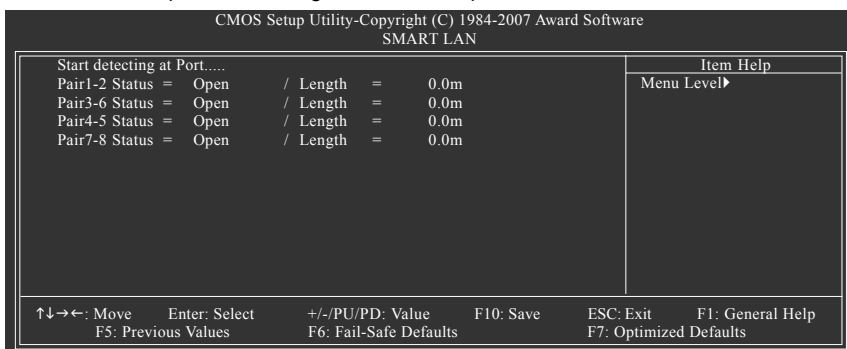 CMOS Setup Utility-Copyright (C) 1984-2007 Award Software
SMART LAN
Start detecting at Port.....
Pair1-2 Status = Open / Length = 0.0m
Pair3-6 Status = Open / Length = 0.0m
Pair4-5 Status = Open / Length = 0.0m
Pair7-8 Status = Open / Length = 0.0m
Item Help
Menu Level▶
↑↓→←: Move Enter: Select +/-/PU/PD: Value F10: Save ESC: Exit F1: General Help
F5: Previous Values F6: Fail-Safe Defaults F7: Optimized Defaults